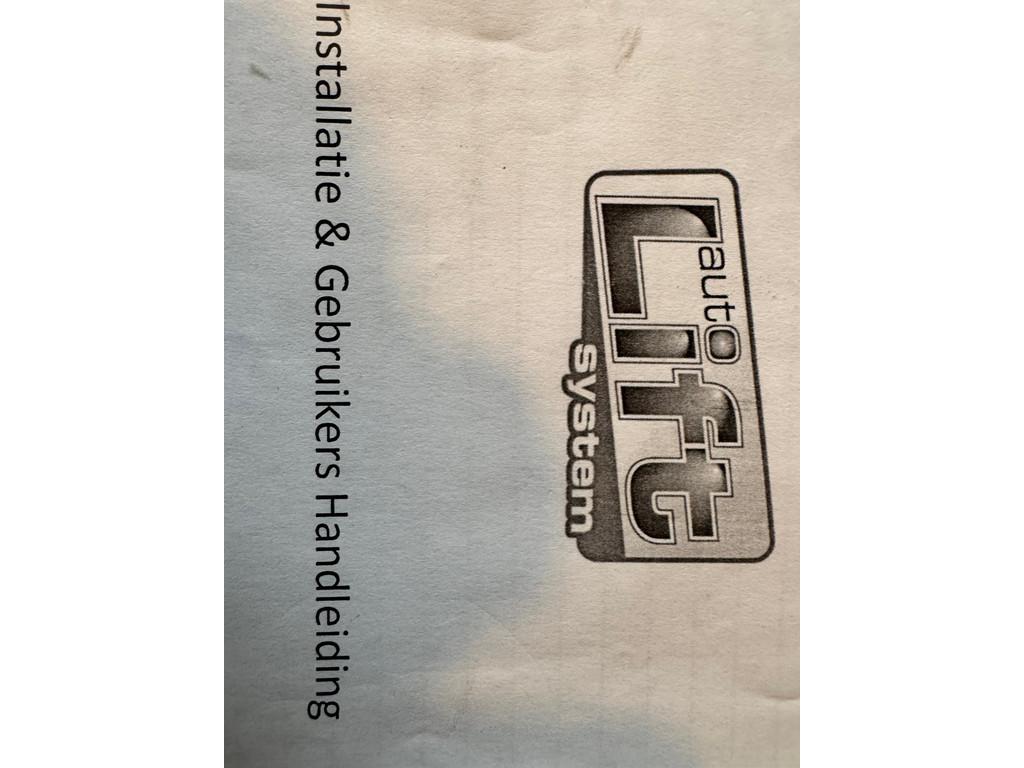 auto
Lift
system
Installatie & Gebruikers Handleiding